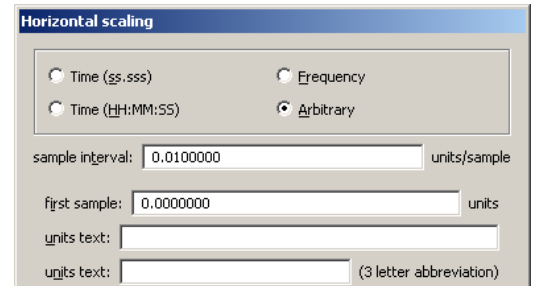 Horizontal scaling
Time (ss.sss) Frequency
Time (HH:MM:SS) Arbitrary
sample interval: 0.0100000 units/sample
first sample: 0.0000000 units
units text:
units text: (3 letter abbreviation)